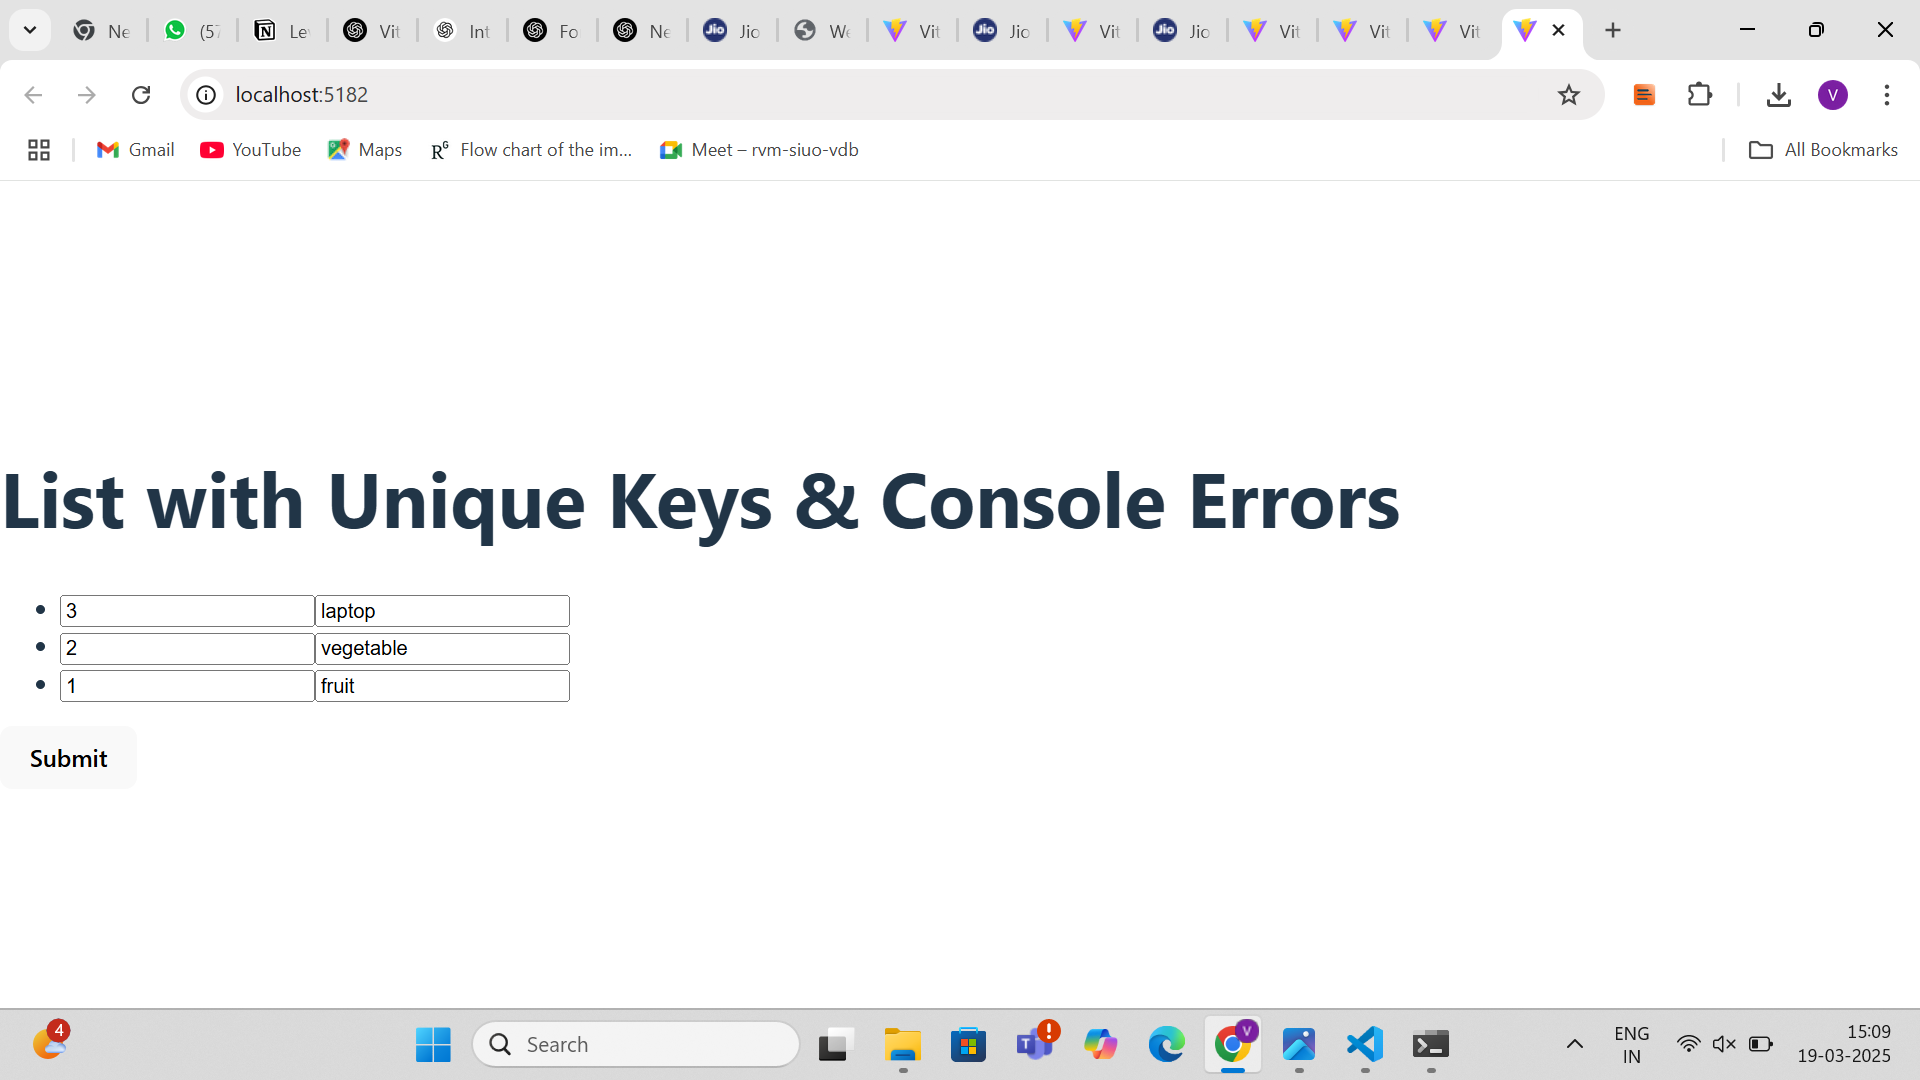 Ne
(57
Le
Vit
Int
Fo
Ne
Jio
We
Vit
Jio
Vit
Jio
Vit
Vit
Vit
localhost:5182
V
Gmail
YouTube
Maps
Flow chart of the im...
Meet – rvm-siuo-vdb
All Bookmarks
List with Unique Keys & Console Errors
3 laptop
2 vegetable
1 fruit
Submit
4
Search
V
ENG
IN
15:09
19-03-2025